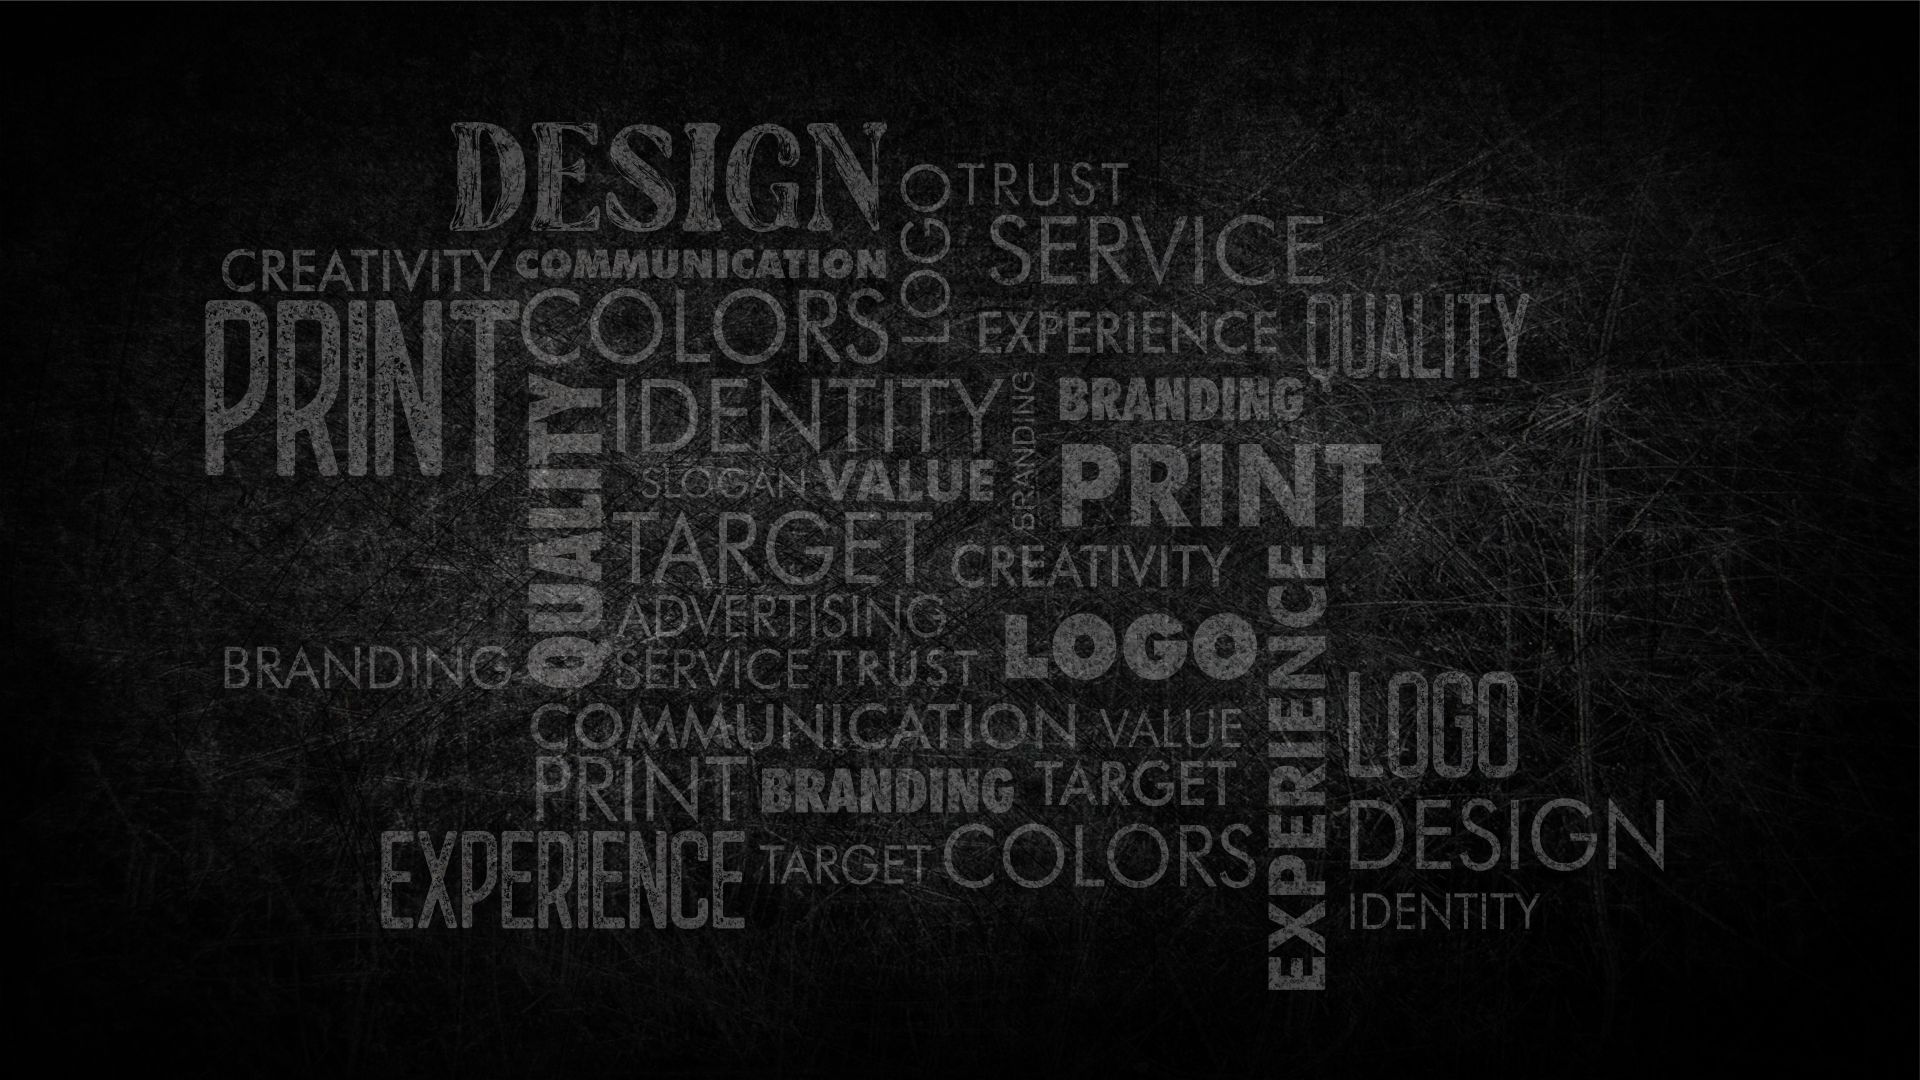 DESIGN
LOGO
TRUST
SERVICE
CREATIVITY
COMMUNICATION
PRINT
COLORS
EXPERIENCE
QUALITY
QUALITY
IDENTITY
BRANDING
BRANDING
SLOGAN VALUE
PRINT
TARGET
CREATIVITY
EXPERIENCE
ADVERTISING
LOGO
BRANDING
SERVICE TRUST
LOGO
COMMUNICATION VALUE
PRINT BRANDING TARGET
DESIGN
EXPERIENCE
TARGET COLORS
IDENTITY